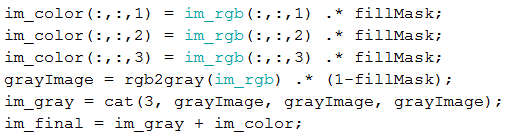 im_color(:,:,1) = im_rgb(:,:,1) .* fillMask;
im_color(:,:,2) = im_rgb(:,:,2) .* fillMask;
im_color(:,:,3) = im_rgb(:,:,3) .* fillMask;
grayImage = rgb2gray(im_rgb) .* (1-fillMask);
im_gray = cat(3, grayImage, grayImage, grayImage);
im_final = im_gray + im_color;